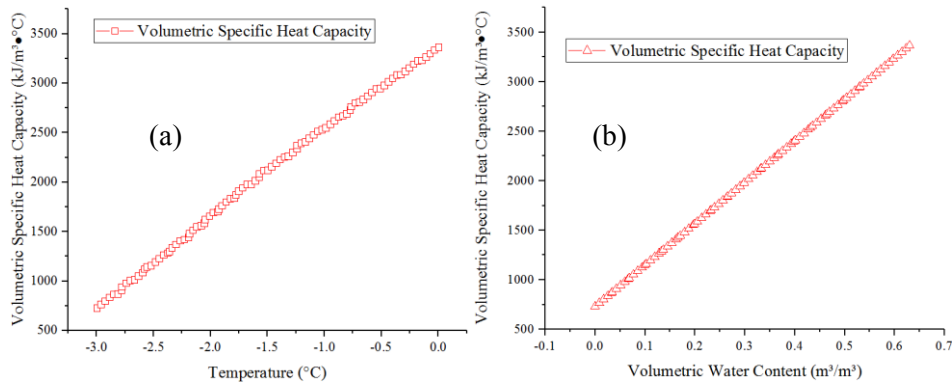 Volumetric Specific Heat Capacity
(a)
Volumetric Specific Heat Capacity (kJ/m³●°C)
3500
3000
2500
2000
1500
1000
500
-3.0 -2.5 -2.0 -1.5 -1.0 -0.5 0.0
Temperature (°C)
Volumetric Specific Heat Capacity
(b)
Volumetric Specific Heat Capacity (kJ/m³●°C)
3500
3000
2500
2000
1500
1000
500
-0.1 0.0 0.1 0.2 0.3 0.4 0.5 0.6 0.7
Volumetric Water Content (m³/m³)